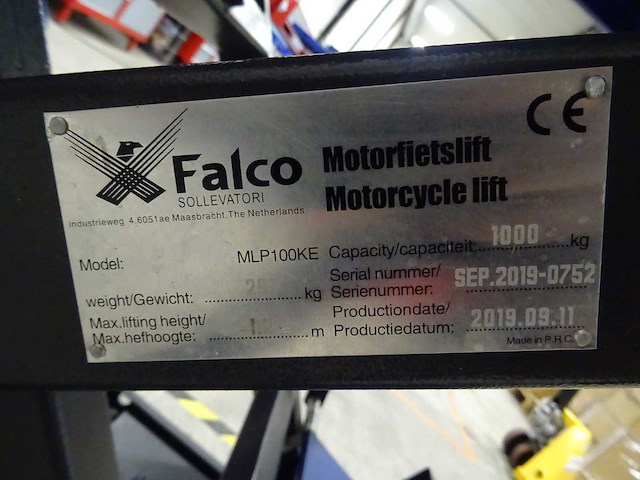 Falco
SOLLEVATORI
Industrieweg 4,6051ae Maasbracht, The Netherlands
Motorfietslift
Motorcycle lift
CE
Model: MLP100KE
Capacity/capaciteit: 1000 kg
weight/Gewicht: kg
Serial nummer/
Serienummer: SEP.2019-0752
Max.lifting height/
Max.hefhoogte: m
Productiondate/
Productiedatum: 2019.09.11
Made in P.R.C.